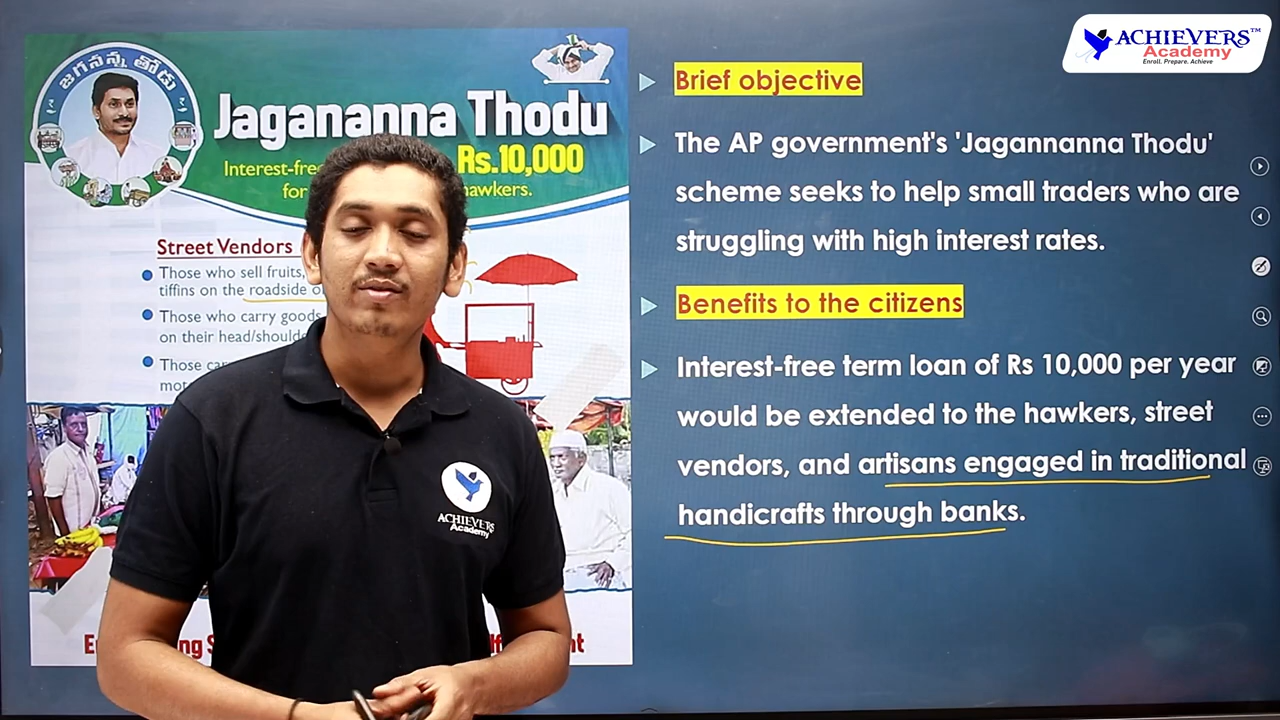 ACHIEVERS™
Academy
Enroll. Prepare. Achieve
జగనన్న తోడు
Jagananna Thodu
Rs.10,000
for hawkers.
Street Vendors
Those who sell fruits,
tiffins on the roadside
Those who carry goods
on their
Those
Brief objective
The AP government's 'Jagannanna Thodu'
scheme seeks to help small traders who are
struggling with high interest rates.
Benefits to the citizens
Interest-free term loan of Rs 10,000 per year
would be extended to the hawkers, street
vendors, and artisans engaged in traditional
handicrafts through banks.
ACHIEVERS
Academy